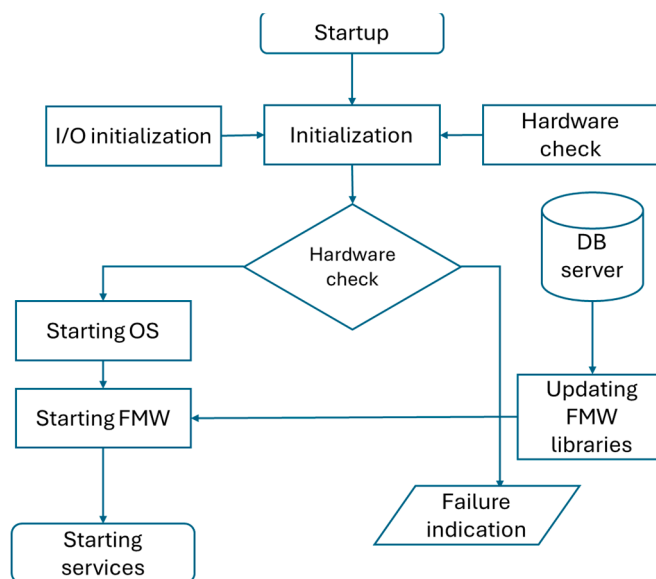 Startup
I/O initialization
Initialization
Hardware
check
Hardware
check
DB
server
Starting OS
Starting FMW
Updating
FMW
libraries
Failure
indication
Starting
services